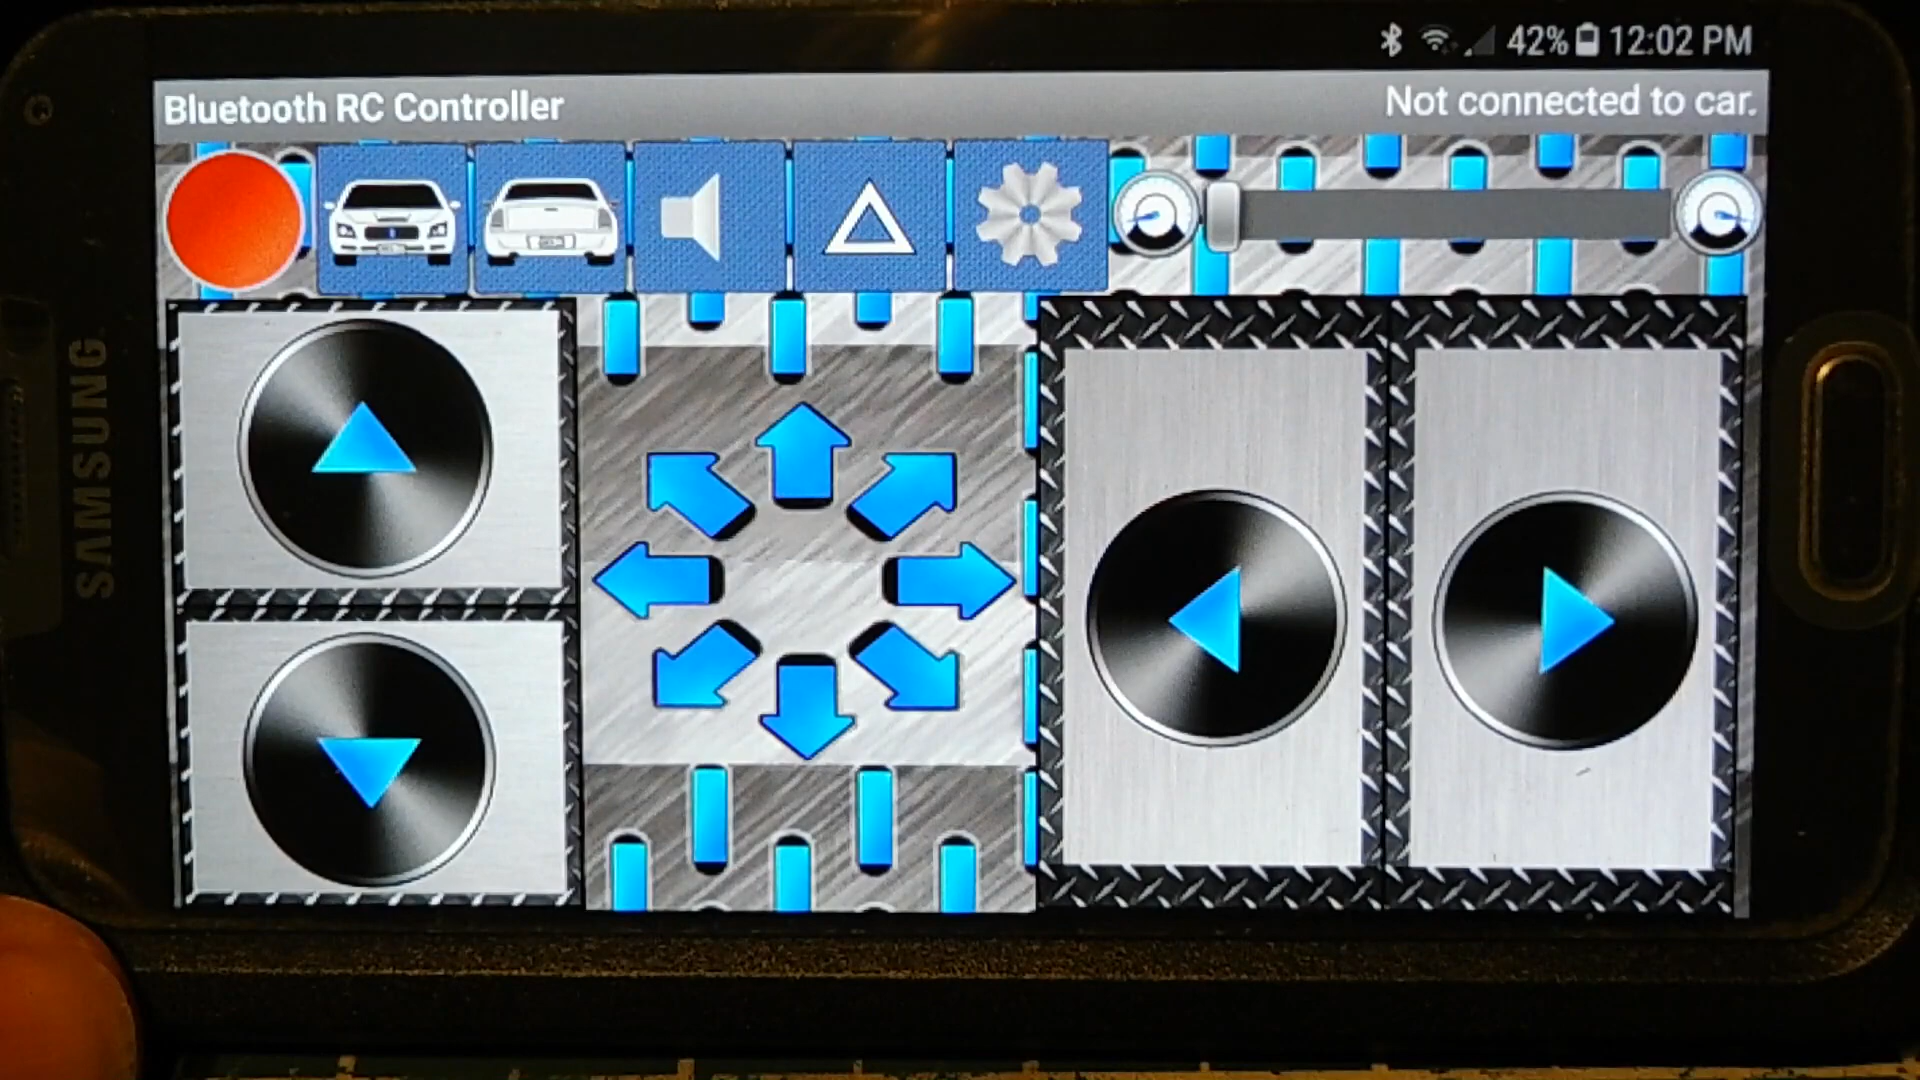 42% 12:02 PM
Bluetooth RC Controller
Not connected to car.
SAMSUNG